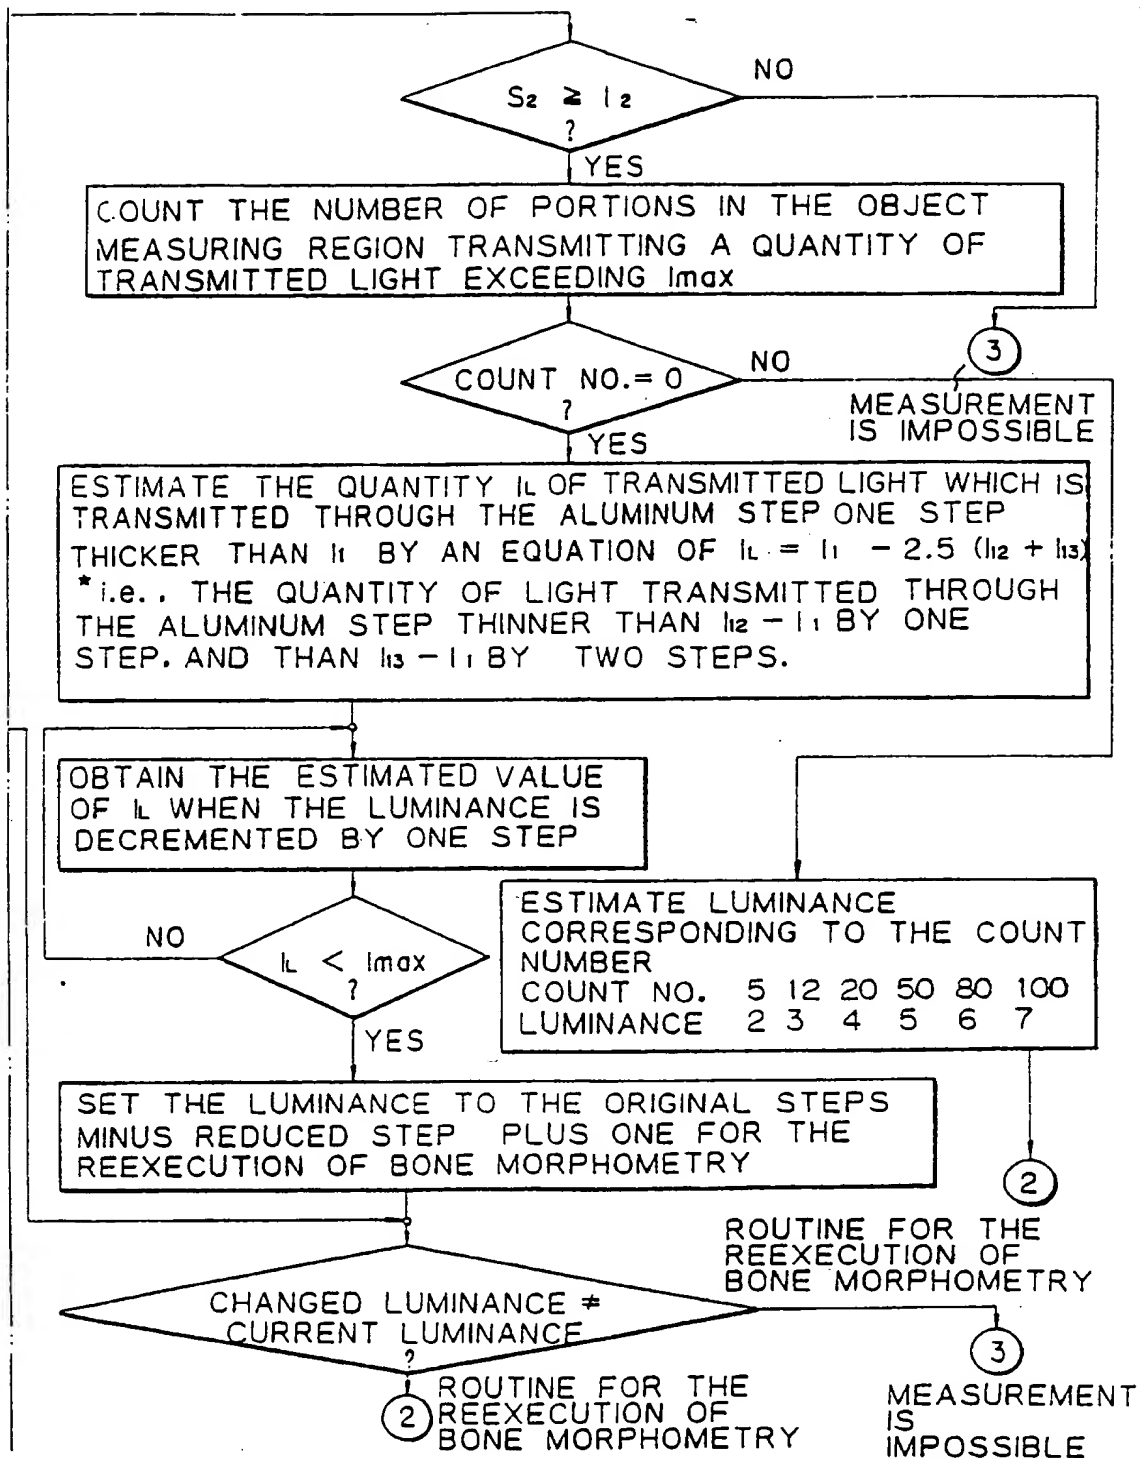 NO
S₂ ≥ I₂
?
YES
COUNT THE NUMBER OF PORTIONS IN THE OBJECT
MEASURING REGION TRANSMITTING A QUANTITY OF
TRANSMITTED LIGHT EXCEEDING Imax
3
NO
COUNT NO. = 0
?
MEASUREMENT
IS IMPOSSIBLE
YES
ESTIMATE THE QUANTITY IL OF TRANSMITTED LIGHT WHICH IS
TRANSMITTED THROUGH THE ALUMINUM STEP ONE STEP
THICKER THAN I1 BY AN EQUATION OF IL = I1 - 2.5 (I12 + I13)
*i.e.. THE QUANTITY OF LIGHT TRANSMITTED THROUGH
THE ALUMINUM STEP THINNER THAN I12 - I1 BY ONE
STEP. AND THAN I13 - I1 BY TWO STEPS.
OBTAIN THE ESTIMATED VALUE
OF IL WHEN THE LUMINANCE IS
DECREMENTED BY ONE STEP
NO
IL < Imax
?
YES
ESTIMATE LUMINANCE
CORRESPONDING TO THE COUNT
NUMBER
COUNT NO. 5 12 20 50 80 100
LUMINANCE 2 3 4 5 6 7
SET THE LUMINANCE TO THE ORIGINAL STEPS
MINUS REDUCED STEP PLUS ONE FOR THE
REEXECUTION OF BONE MORPHOMETRY
2
ROUTINE FOR THE
REEXECUTION OF
BONE MORPHOMETRY
CHANGED LUMINANCE ≠
CURRENT LUMINANCE
?
3
MEASUREMENT
IS
IMPOSSIBLE
2
ROUTINE FOR THE
REEXECUTION OF
BONE MORPHOMETRY